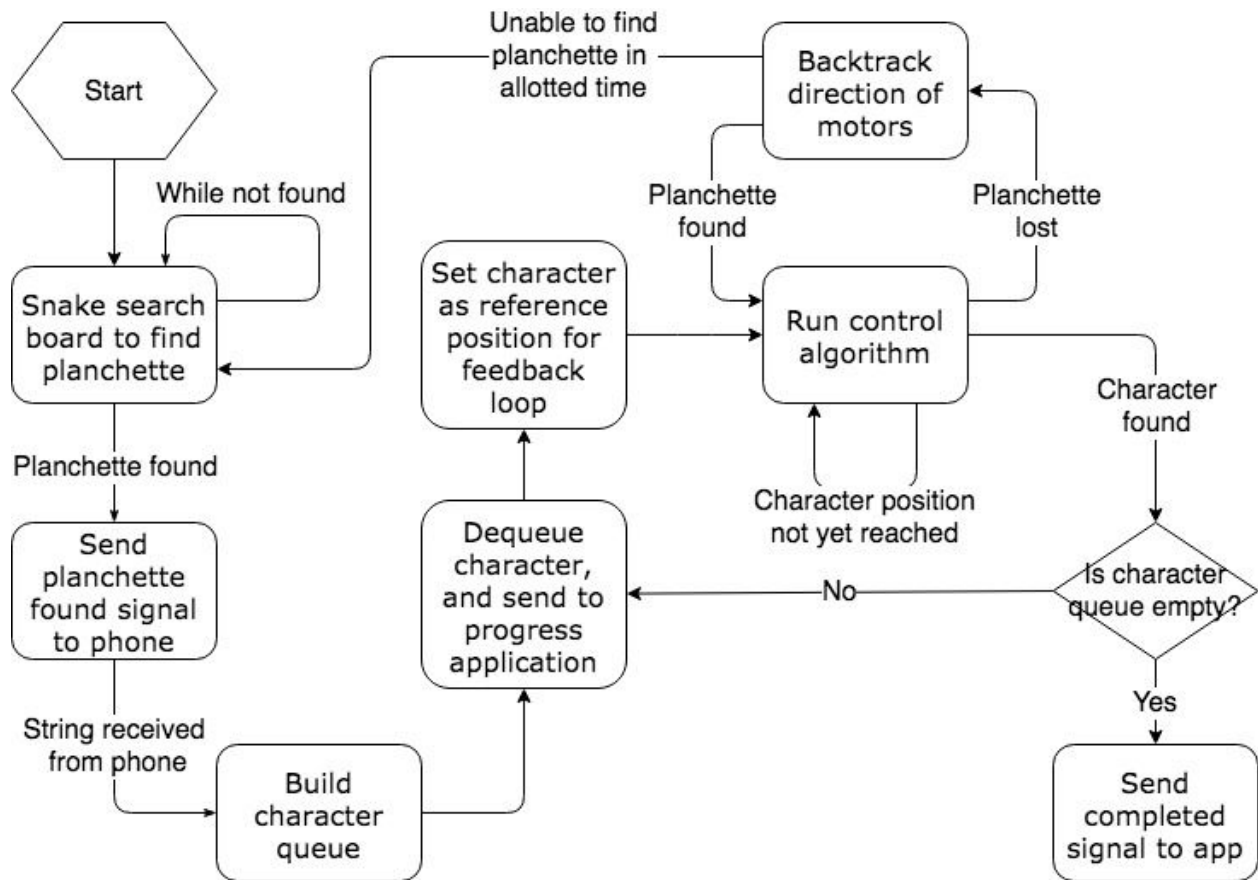 Start
While not found
Snake search
board to find
planchette
Planchette found
Send
planchette
found signal
to phone
String received
from phone
Build
character
queue
Dequeue
character,
and send to
progress
application
Set character
as reference
position for
feedback
loop
Run control
algorithm
Character position
not yet reached
Planchette
lost
Backtrack
direction of
motors
Planchette
found
Unable to find
planchette in
allotted time
Character
found
Is character
queue empty?
No
Yes
Send
completed
signal to app